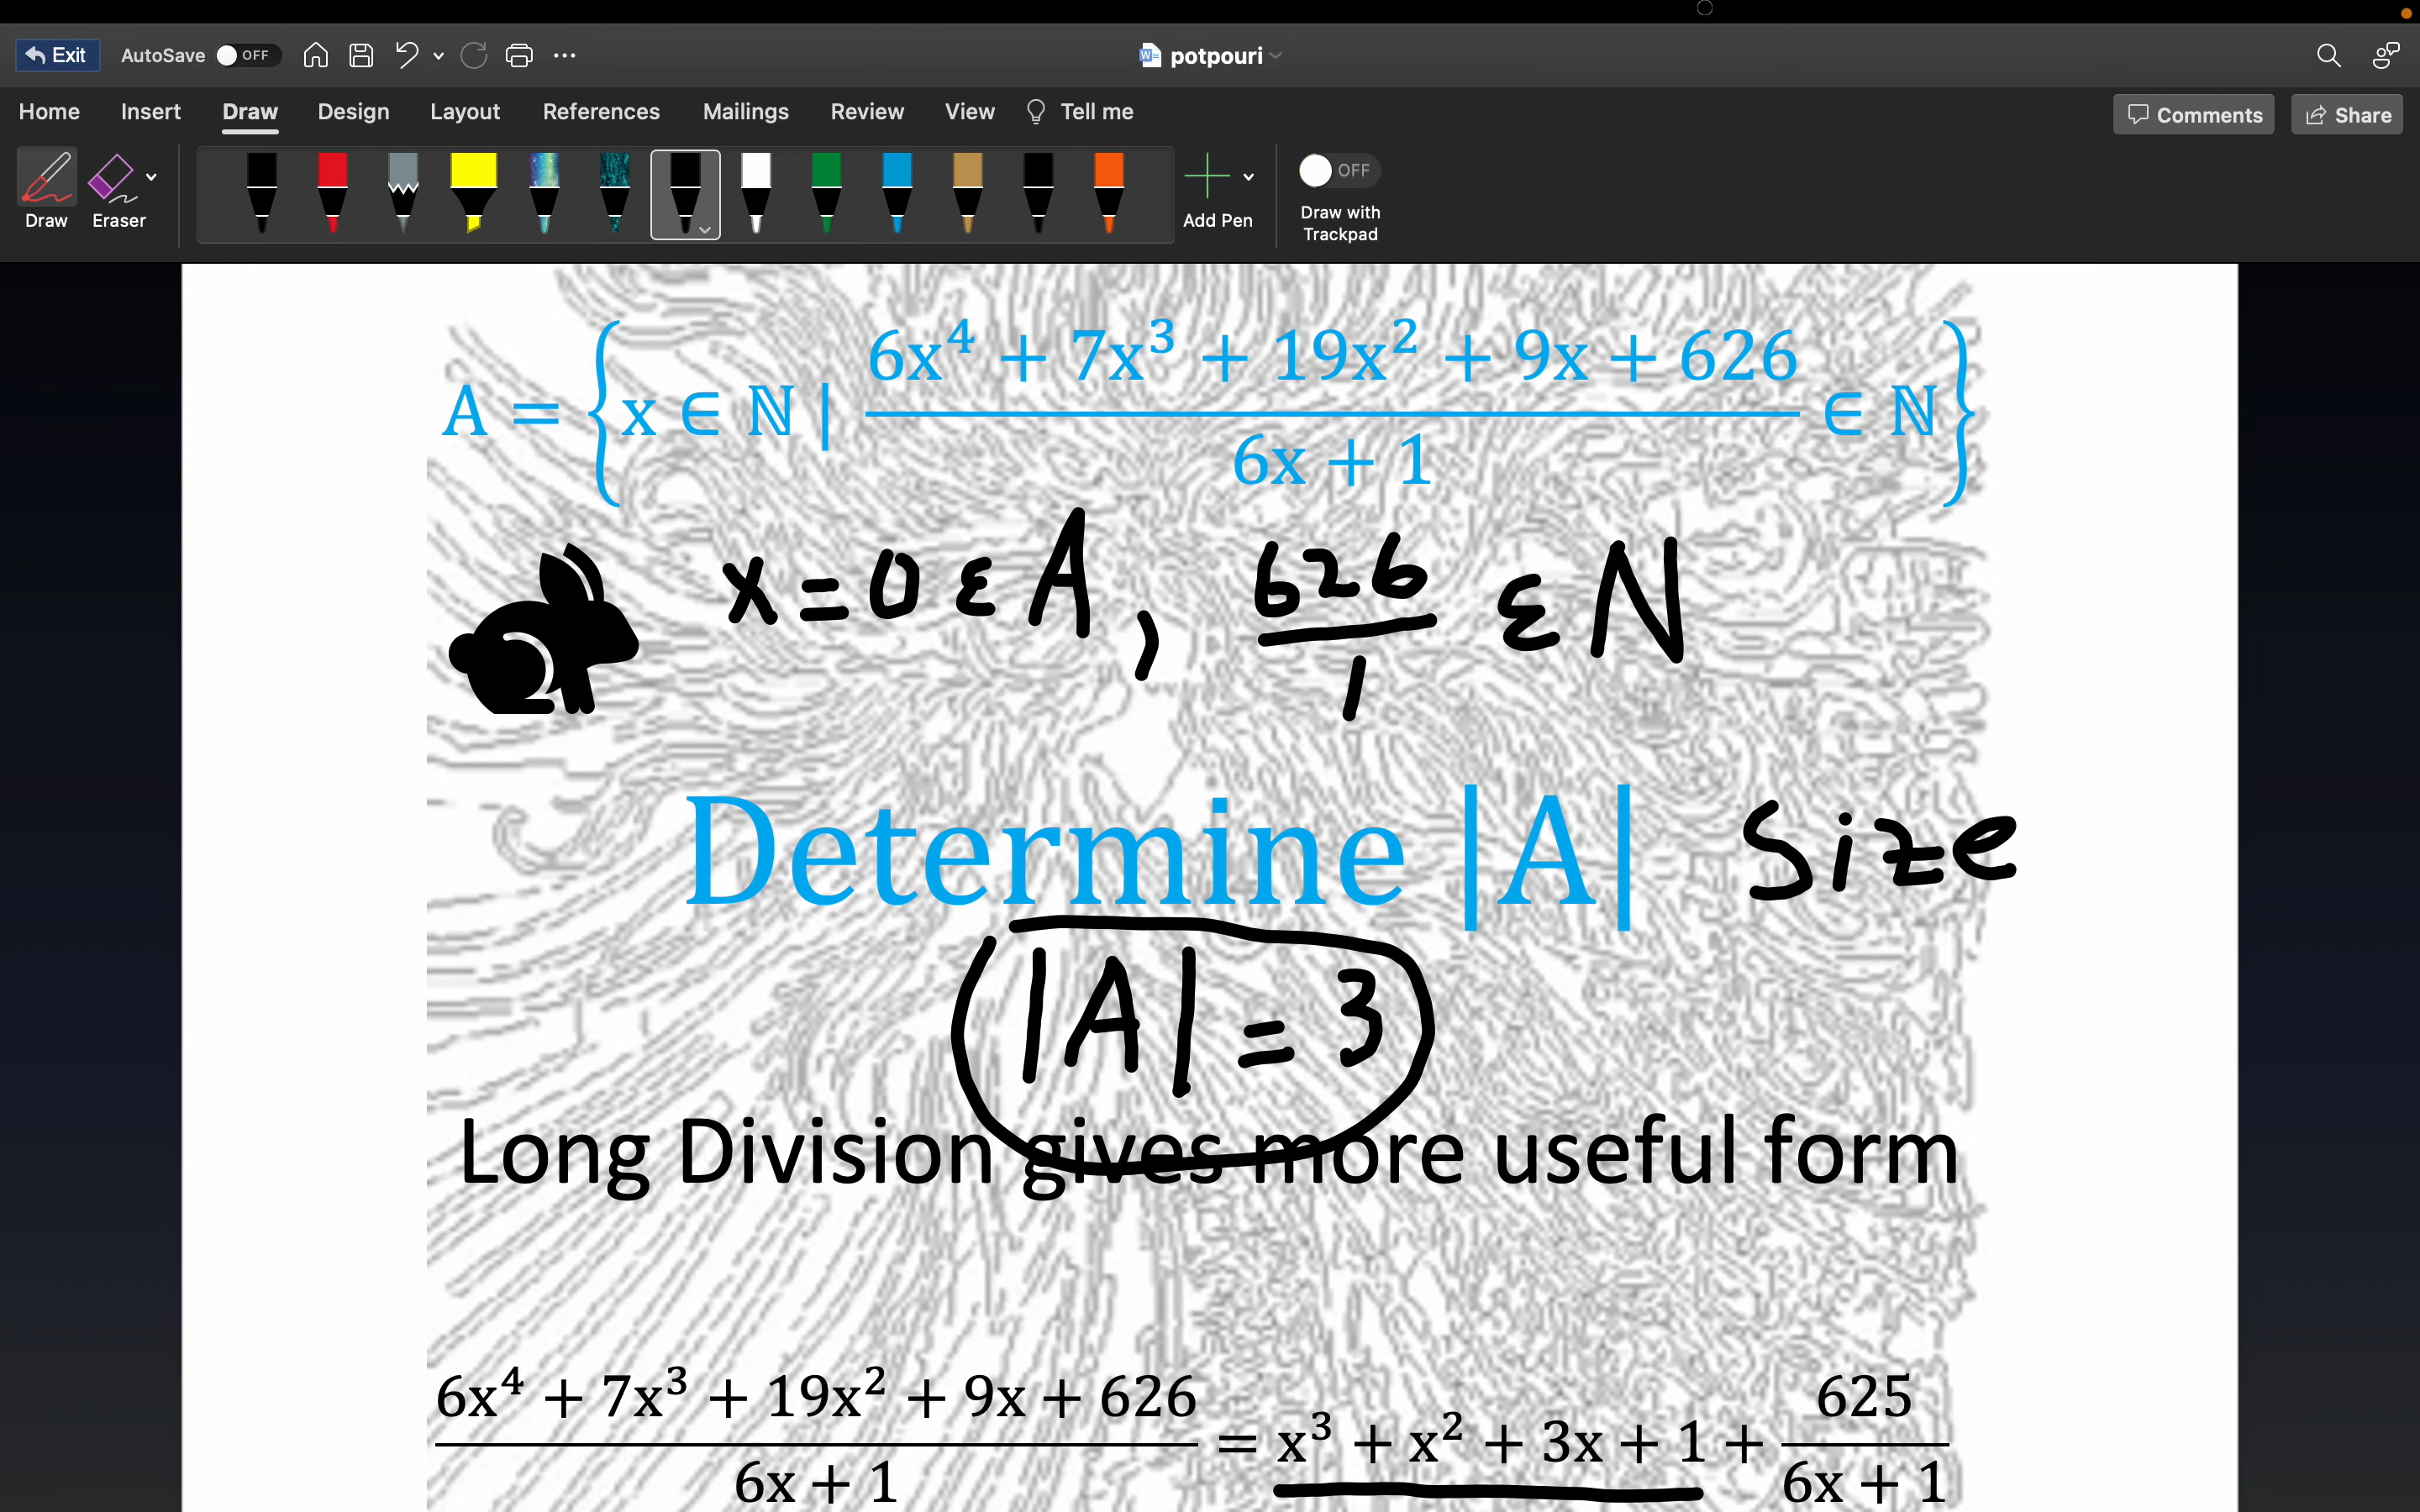 Exit AutoSave OFF potpouri
Home Insert Draw Design Layout References Mailings Review View Tell me Comments Share
Draw Eraser Add Pen OFF Draw with Trackpad
A = {x ∈ ℕ | (6x⁴ + 7x³ + 19x² + 9x + 626)/(6x + 1) ∈ ℕ}
x = 0 ε A, 626/1 ε N
Determine |A| Size
|A| = 3
Long Division gives more useful form
(6x⁴ + 7x³ + 19x² + 9x + 626)/(6x + 1) = x³ + x² + 3x + 1 + 625/(6x + 1)